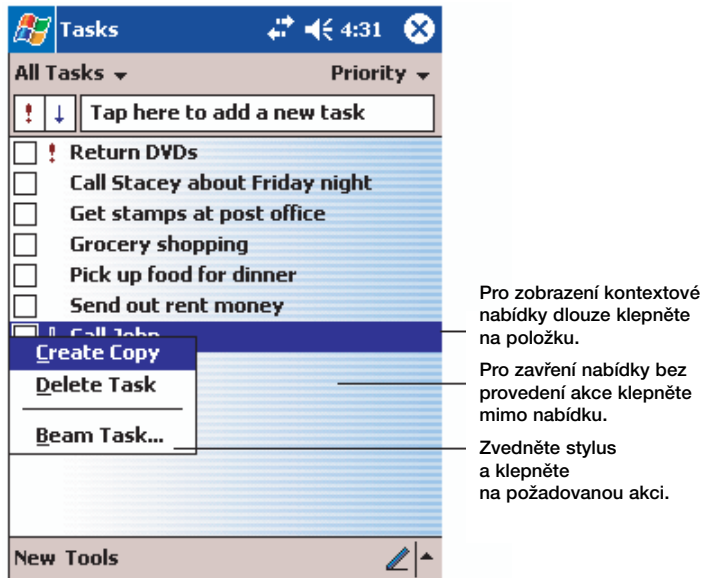 Tasks 4:31
All Tasks Priority
Tap here to add a new task
Return DVDs
Call Stacey about Friday night
Get stamps at post office
Grocery shopping
Pick up food for dinner
Send out rent money
Call John
Create Copy
Delete Task
Beam Task...
New Tools
Pro zobrazení kontextové
nabídky dlouze klepněte
na položku.
Pro zavření nabídky bez
provedení akce klepněte
mimo nabídku.
Zvedněte stylus
a klepněte
na požadovanou akci.